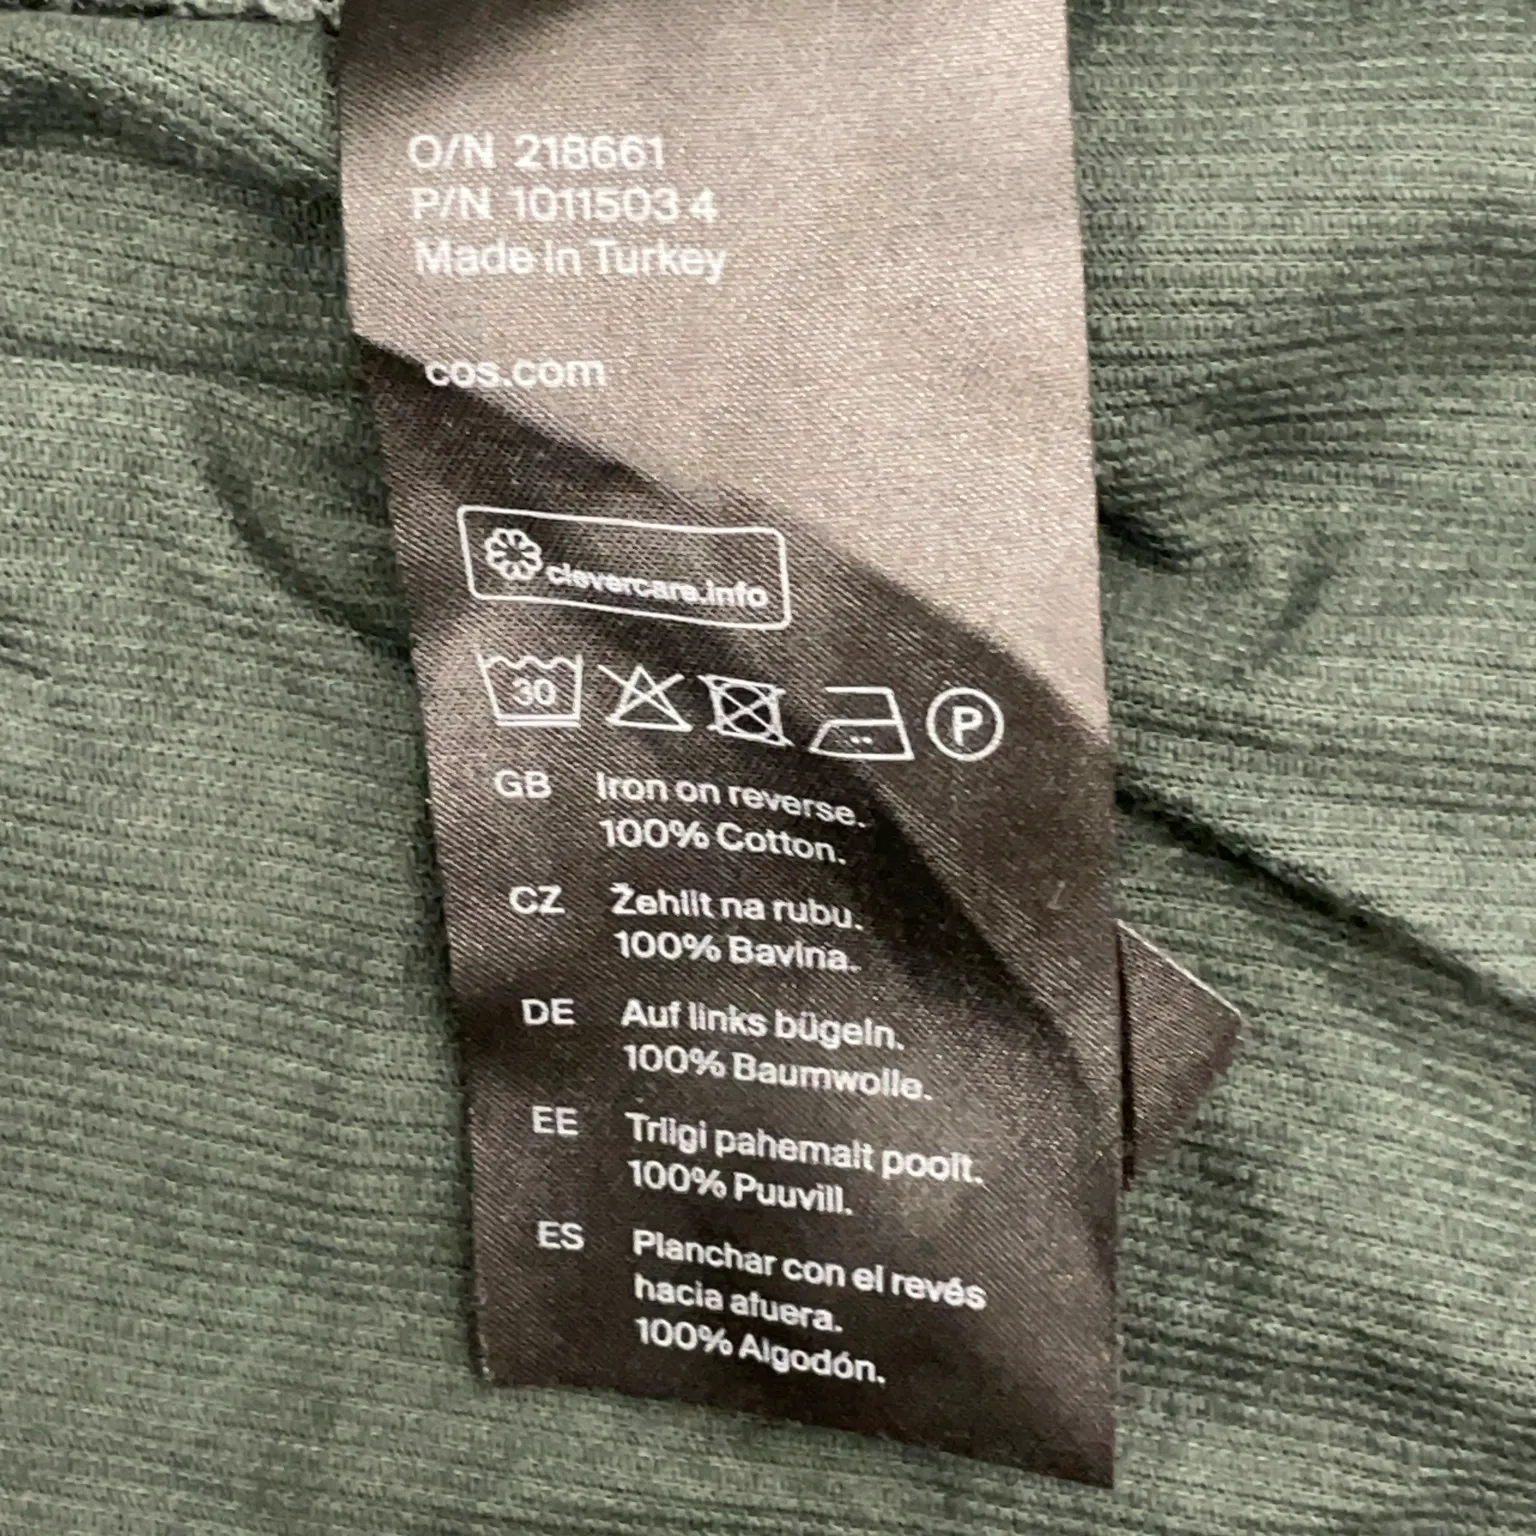 O/N 218661
P/N 10115034
Made in Turkey
cos.com
clevercare.info
30
P
GB Iron on reverse.
100% Cotton.
CZ Žehlit na rubu.
100% Bavlna.
DE Auf links bügeln.
100% Baumwolle.
EE Triigi pahemalt poolt.
100% Puuvill.
ES Planchar con el revés
hacia afuera.
100% Algodón.